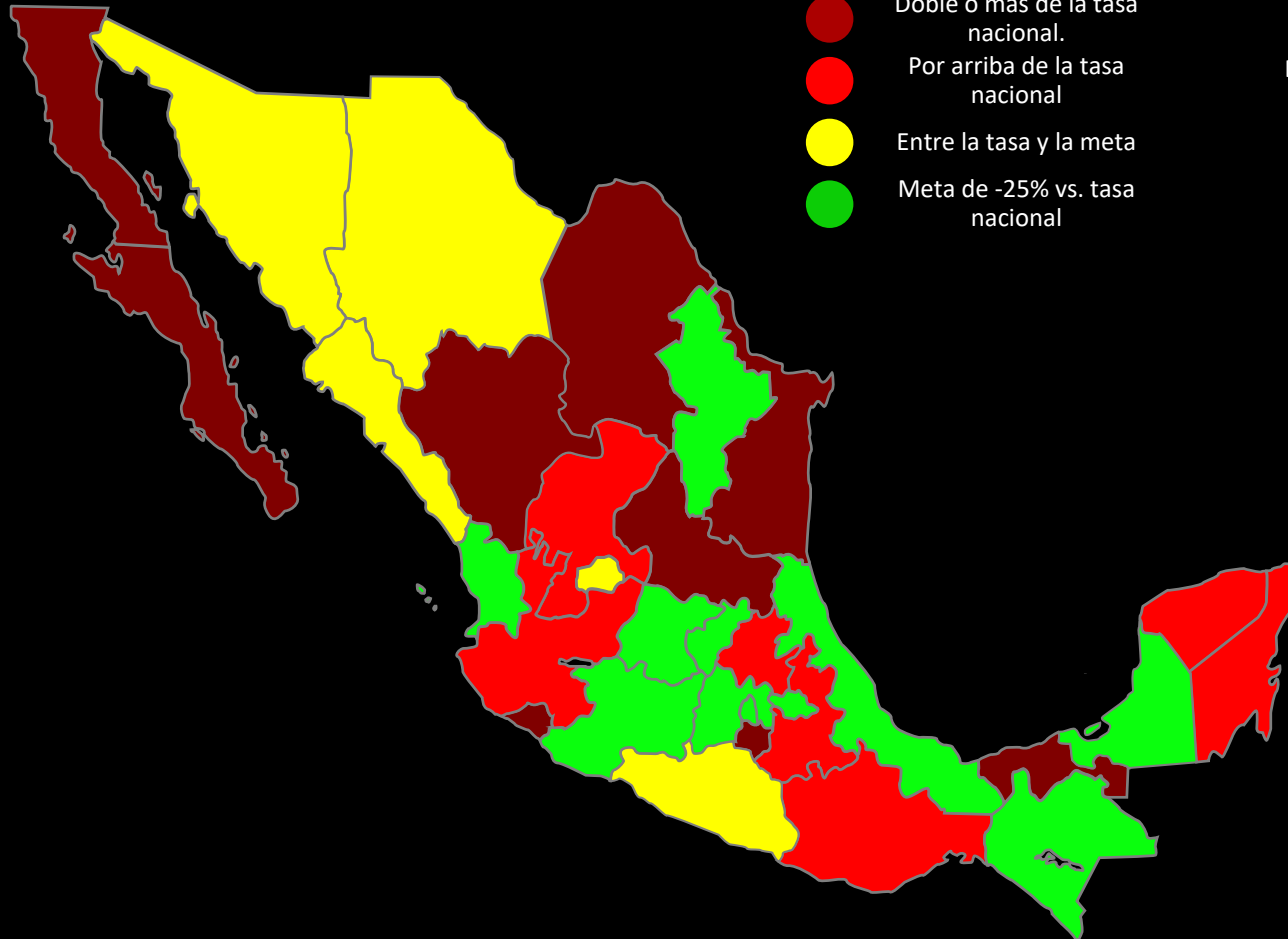 Doble o más de la tasa
nacional.
Por arriba de la tasa
nacional
Entre la tasa y la meta
Meta de -25% vs. tasa
nacional